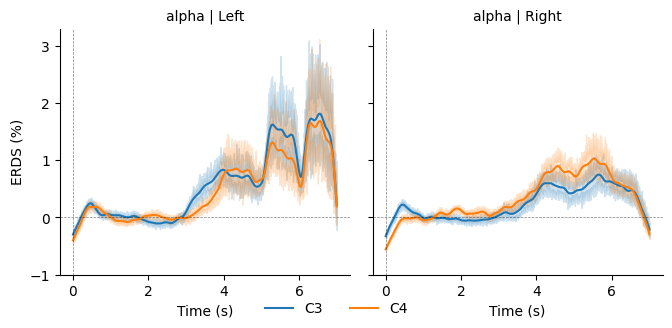 alpha | Left
alpha | Right
ERDS (%)
3
2
1
0
−1
0
2
4
6
0
2
4
6
Time (s)
Time (s)
C3
C4